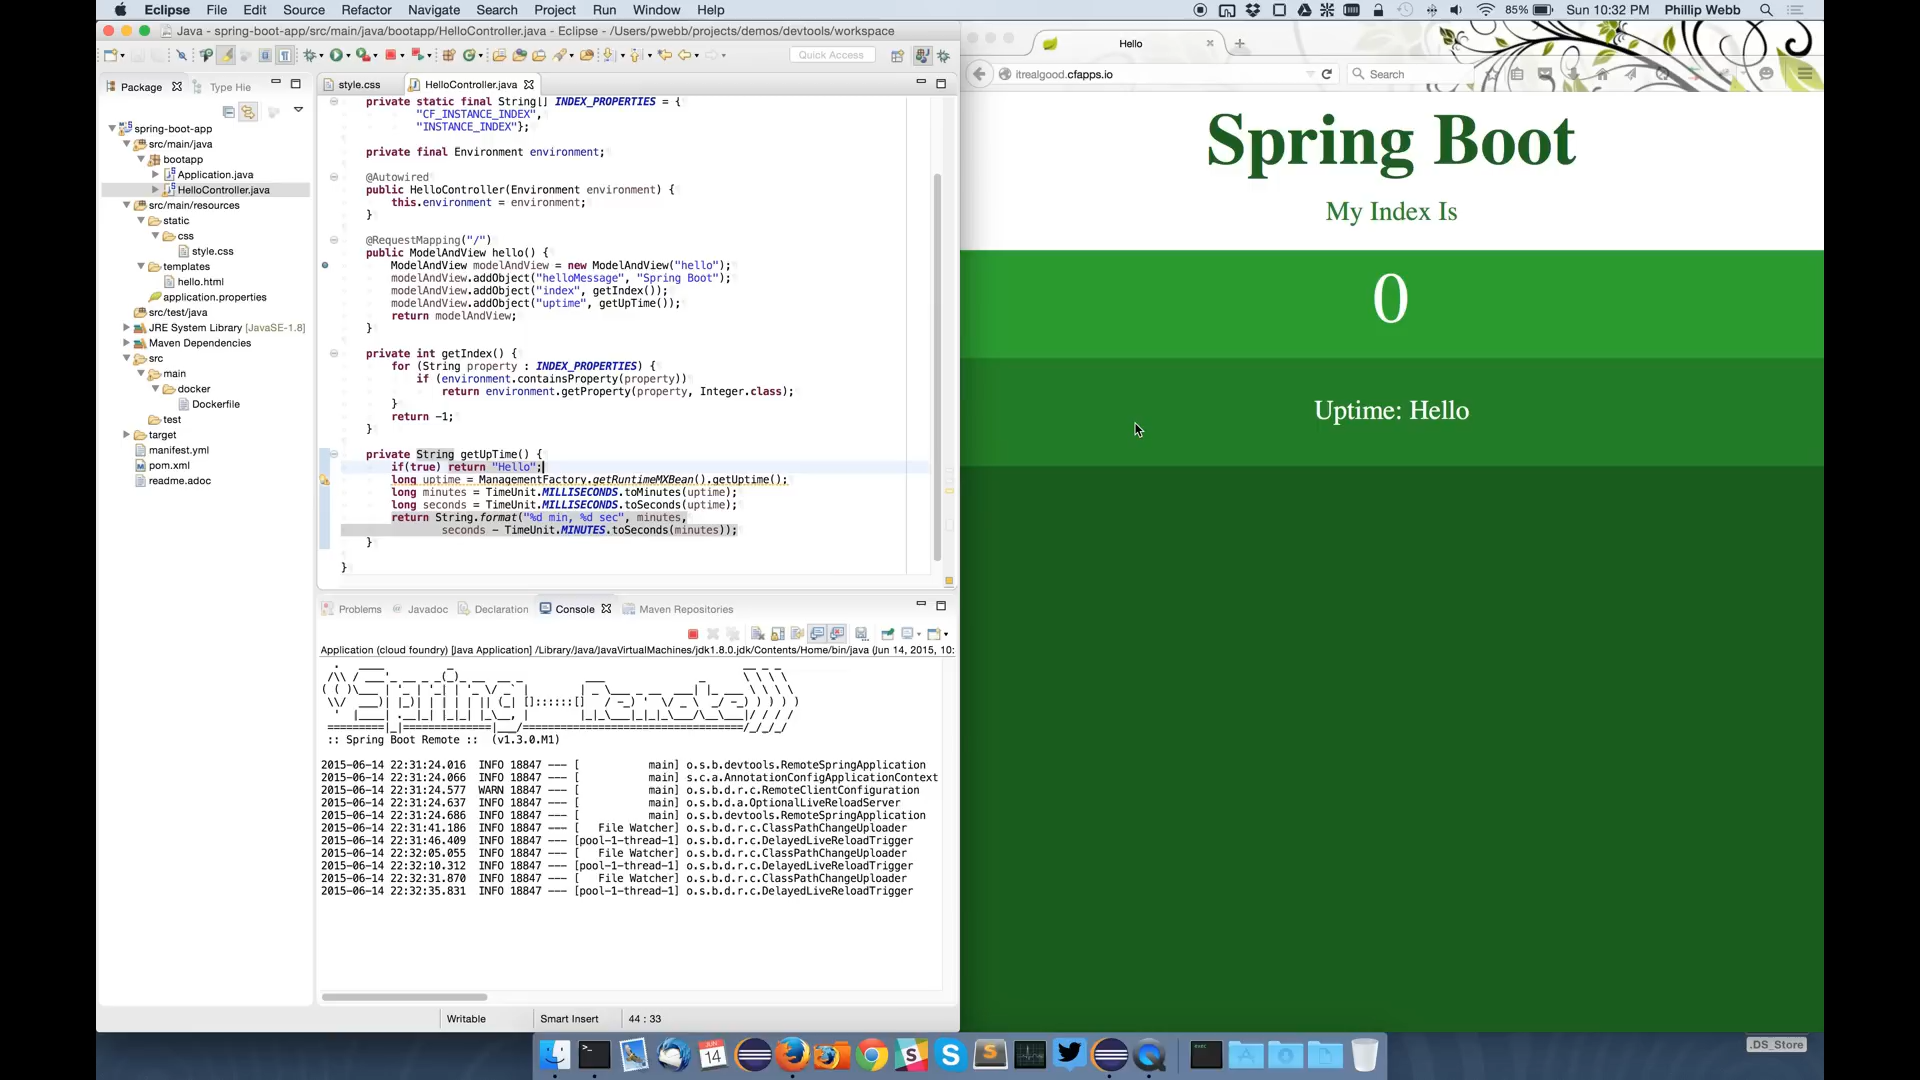 Eclipse File Edit Source Refactor Navigate Search Project Run Window Help
85% Sun 10:32 PM Phillip Webb
Java - spring-boot-app/src/main/java/bootapp/HelloController.java - Eclipse - /Users/pwebb/projects/demos/devtools/workspace
Quick Access
Package
Type Hie
spring-boot-app
src/main/java
bootapp
Application.java
HelloController.java
src/main/resources
static
css
style.css
templates
hello.html
application.properties
src/test/java
JRE System Library [JavaSE-1.8]
Maven Dependencies
src
main
docker
Dockerfile
test
target
manifest.yml
pom.xml
readme.adoc
style.css
HelloController.java
private static final String[] INDEX_PROPERTIES = {
"CF_INSTANCE_INDEX",
"INSTANCE_INDEX"};
private final Environment environment;
@Autowired
public HelloController(Environment environment) {
this.environment = environment;
}
@RequestMapping("/")
public ModelAndView hello() {
ModelAndView modelAndView = new ModelAndView("hello");
modelAndView.addObject("helloMessage", "Spring Boot");
modelAndView.addObject("index", getIndex());
modelAndView.addObject("uptime", getUpTime());
return modelAndView;
}
private int getIndex() {
for (String property : INDEX_PROPERTIES) {
if (environment.containsProperty(property))
return environment.getProperty(property, Integer.class);
}
return -1;
}
private String getUpTime() {
if(true) return "Hello";
long uptime = ManagementFactory.getRuntimeMXBean().getUptime();
long minutes = TimeUnit.MILLISECONDS.toMinutes(uptime);
long seconds = TimeUnit.MILLISECONDS.toSeconds(uptime);
return String.format("%d min, %d sec", minutes,
seconds - TimeUnit.MINUTES.toSeconds(minutes));
}
}
Problems
Javadoc
Declaration
Console
Maven Repositories
Application (cloud foundry) [Java Application] /Library/Java/JavaVirtualMachines/jdk1.8.0.jdk/Contents/Home/bin/java (Jun 14, 2015, 10:
:: Spring Boot Remote :: (v1.3.0.M1)
2015-06-14 22:31:24.016 INFO 18847 --- [ main] o.s.b.devtools.RemoteSpringApplication
2015-06-14 22:31:24.066 INFO 18847 --- [ main] s.c.a.AnnotationConfigApplicationContext
2015-06-14 22:31:24.577 WARN 18847 --- [ main] o.s.b.d.r.c.RemoteClientConfiguration
2015-06-14 22:31:24.637 INFO 18847 --- [ main] o.s.b.d.a.OptionalLiveReloadServer
2015-06-14 22:31:24.686 INFO 18847 --- [ main] o.s.b.devtools.RemoteSpringApplication
2015-06-14 22:31:41.186 INFO 18847 --- [ File Watcher] o.s.b.d.r.c.ClassPathChangeUploader
2015-06-14 22:31:46.409 INFO 18847 --- [pool-1-thread-1] o.s.b.d.r.c.DelayedLiveReloadTrigger
2015-06-14 22:32:05.055 INFO 18847 --- [ File Watcher] o.s.b.d.r.c.ClassPathChangeUploader
2015-06-14 22:32:10.312 INFO 18847 --- [pool-1-thread-1] o.s.b.d.r.c.DelayedLiveReloadTrigger
2015-06-14 22:32:31.870 INFO 18847 --- [ File Watcher] o.s.b.d.r.c.ClassPathChangeUploader
2015-06-14 22:32:35.831 INFO 18847 --- [pool-1-thread-1] o.s.b.d.r.c.DelayedLiveReloadTrigger
Writable
Smart Insert
44 : 33
Hello
itrealgood.cfapps.io
Search
Spring Boot
My Index Is
0
Uptime: Hello
.DS_Store
14